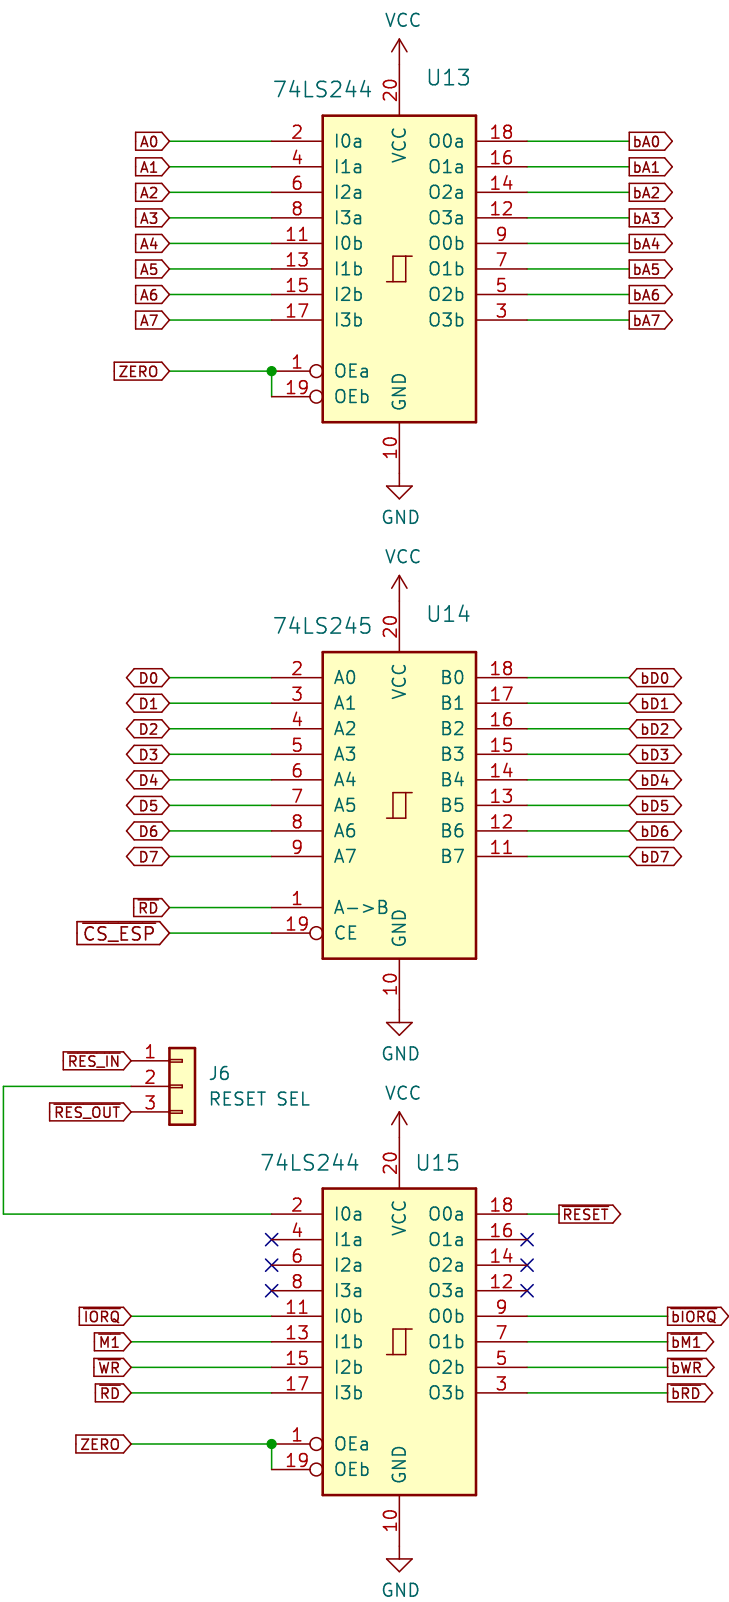 VCC
74LS244 U13
20
A0 2 I0a VCC O0a 18 bA0
A1 4 I1a O1a 16 bA1
A2 6 I2a O2a 14 bA2
A3 8 I3a O3a 12 bA3
A4 11 I0b O0b 9 bA4
A5 13 I1b O1b 7 bA5
A6 15 I2b O2b 5 bA6
A7 17 I3b O3b 3 bA7
ZERO 1 OEa
19 OEb GND
10
GND
VCC
74LS245 U14
20
D0 2 A0 VCC B0 18 bD0
D1 3 A1 B1 17 bD1
D2 4 A2 B2 16 bD2
D3 5 A3 B3 15 bD3
D4 6 A4 B4 14 bD4
D5 7 A5 B5 13 bD5
D6 8 A6 B6 12 bD6
D7 9 A7 B7 11 bD7
RD 1 A->B
CS_ESP 19 CE GND
10
GND
RES_IN 1
2
RES_OUT 3
J6
RESET SEL
VCC
74LS244 U15
20
2 I0a VCC O0a 18 RESET
4 I1a O1a 16
6 I2a O2a 14
8 I3a O3a 12
IORQ 11 I0b O0b 9 bIORQ
M1 13 I1b O1b 7 bM1
WR 15 I2b O2b 5 bWR
RD 17 I3b O3b 3 bRD
ZERO 1 OEa
19 OEb GND
10
GND